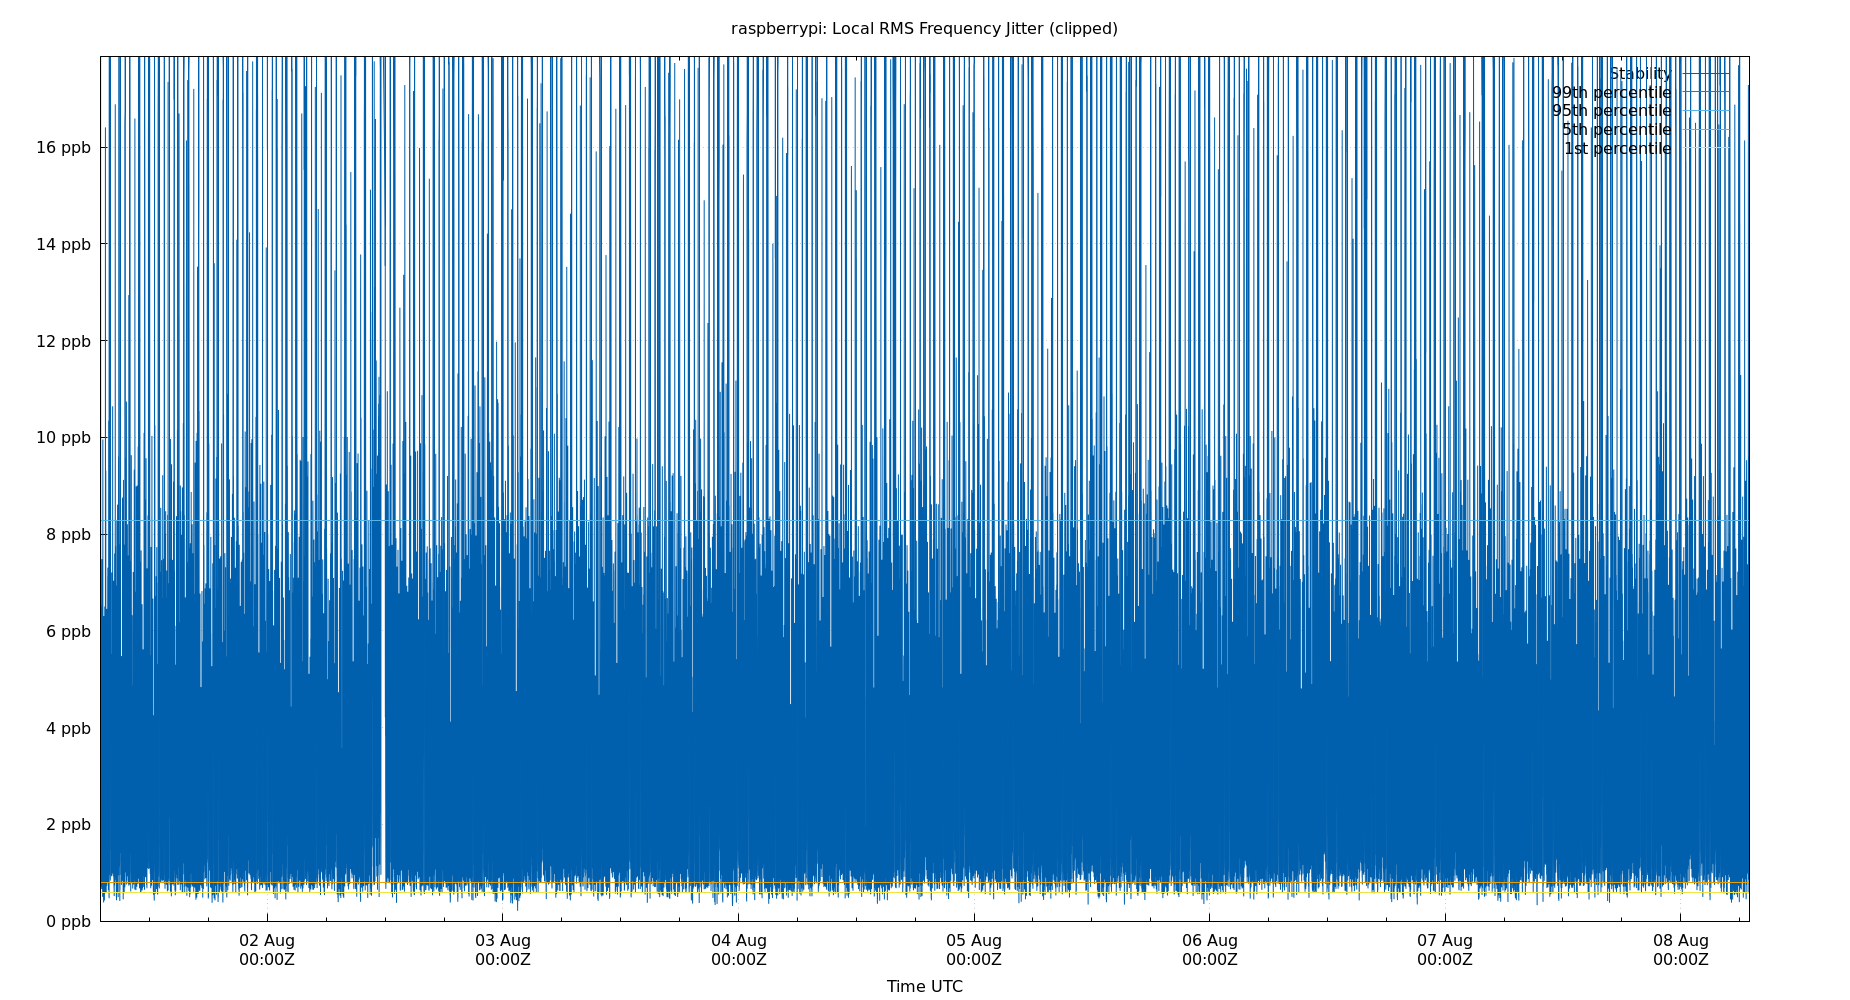 raspberrypi: Local RMS Frequency Jitter (clipped)
Stability
99th percentile
95th percentile
5th percentile
1st percentile
16 ppb
14 ppb
12 ppb
10 ppb
8 ppb
6 ppb
4 ppb
2 ppb
0 ppb
02 Aug 03 Aug 04 Aug 05 Aug 06 Aug 07 Aug 08 Aug
00:00Z 00:00Z 00:00Z 00:00Z 00:00Z 00:00Z 00:00Z
Time UTC